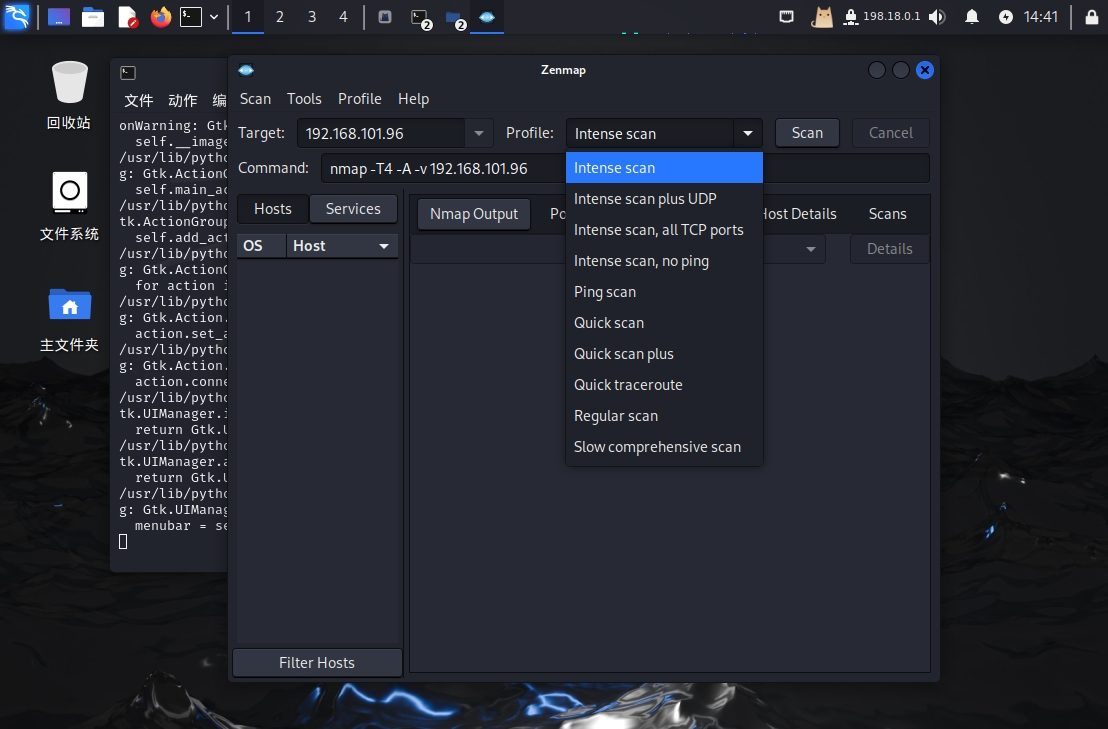 1 2 3 4 2 2 198.18.0.1 14:41
回收站
文件系统
主文件夹
文件 动作 编
onWarning: Gtk
self.__image
/usr/lib/pytho
g: Gtk.ActionG
self.main_ac
/usr/lib/pytho
tk.ActionGroup
self.add_act
/usr/lib/pytho
g: Gtk.ActionG
for action i
/usr/lib/pytho
g: Gtk.Action.
action.set_a
/usr/lib/pytho
g: Gtk.Action.
action.conne
/usr/lib/pytho
tk.UIManager.i
return Gtk.U
/usr/lib/pytho
tk.UIManager.a
return Gtk.U
/usr/lib/pytho
g: Gtk.UIManag
menubar = se
Zenmap
Scan Tools Profile Help
Target: 192.168.101.96 Profile: Intense scan Scan Cancel
Command: nmap -T4 -A -v 192.168.101.96
Hosts Services
OS Host
Nmap Output Po Host Details Scans
Details
Intense scan
Intense scan plus UDP
Intense scan, all TCP ports
Intense scan, no ping
Ping scan
Quick scan
Quick scan plus
Quick traceroute
Regular scan
Slow comprehensive scan
Filter Hosts